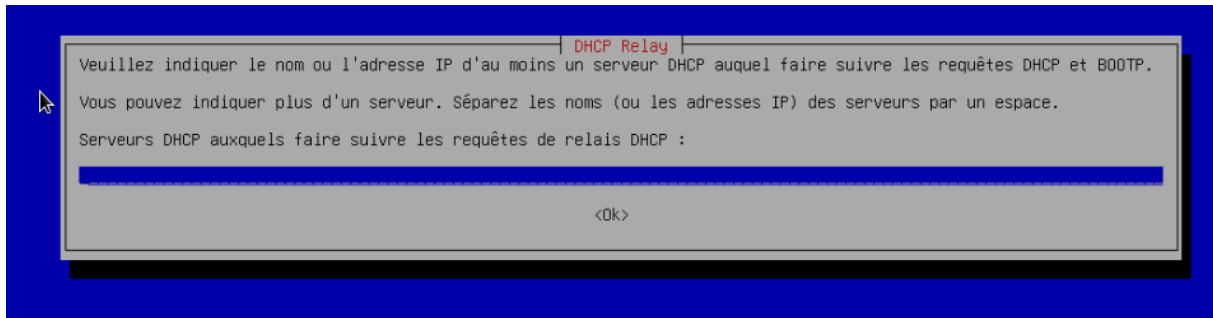 DHCP Relay
Veuillez indiquer le nom ou l'adresse IP d'au moins un serveur DHCP auquel faire suivre les requêtes DHCP et BOOTP.
Vous pouvez indiquer plus d'un serveur. Séparez les noms (ou les adresses IP) des serveurs par un espace.
Serveurs DHCP auxquels faire suivre les requêtes de relais DHCP :
<Ok>